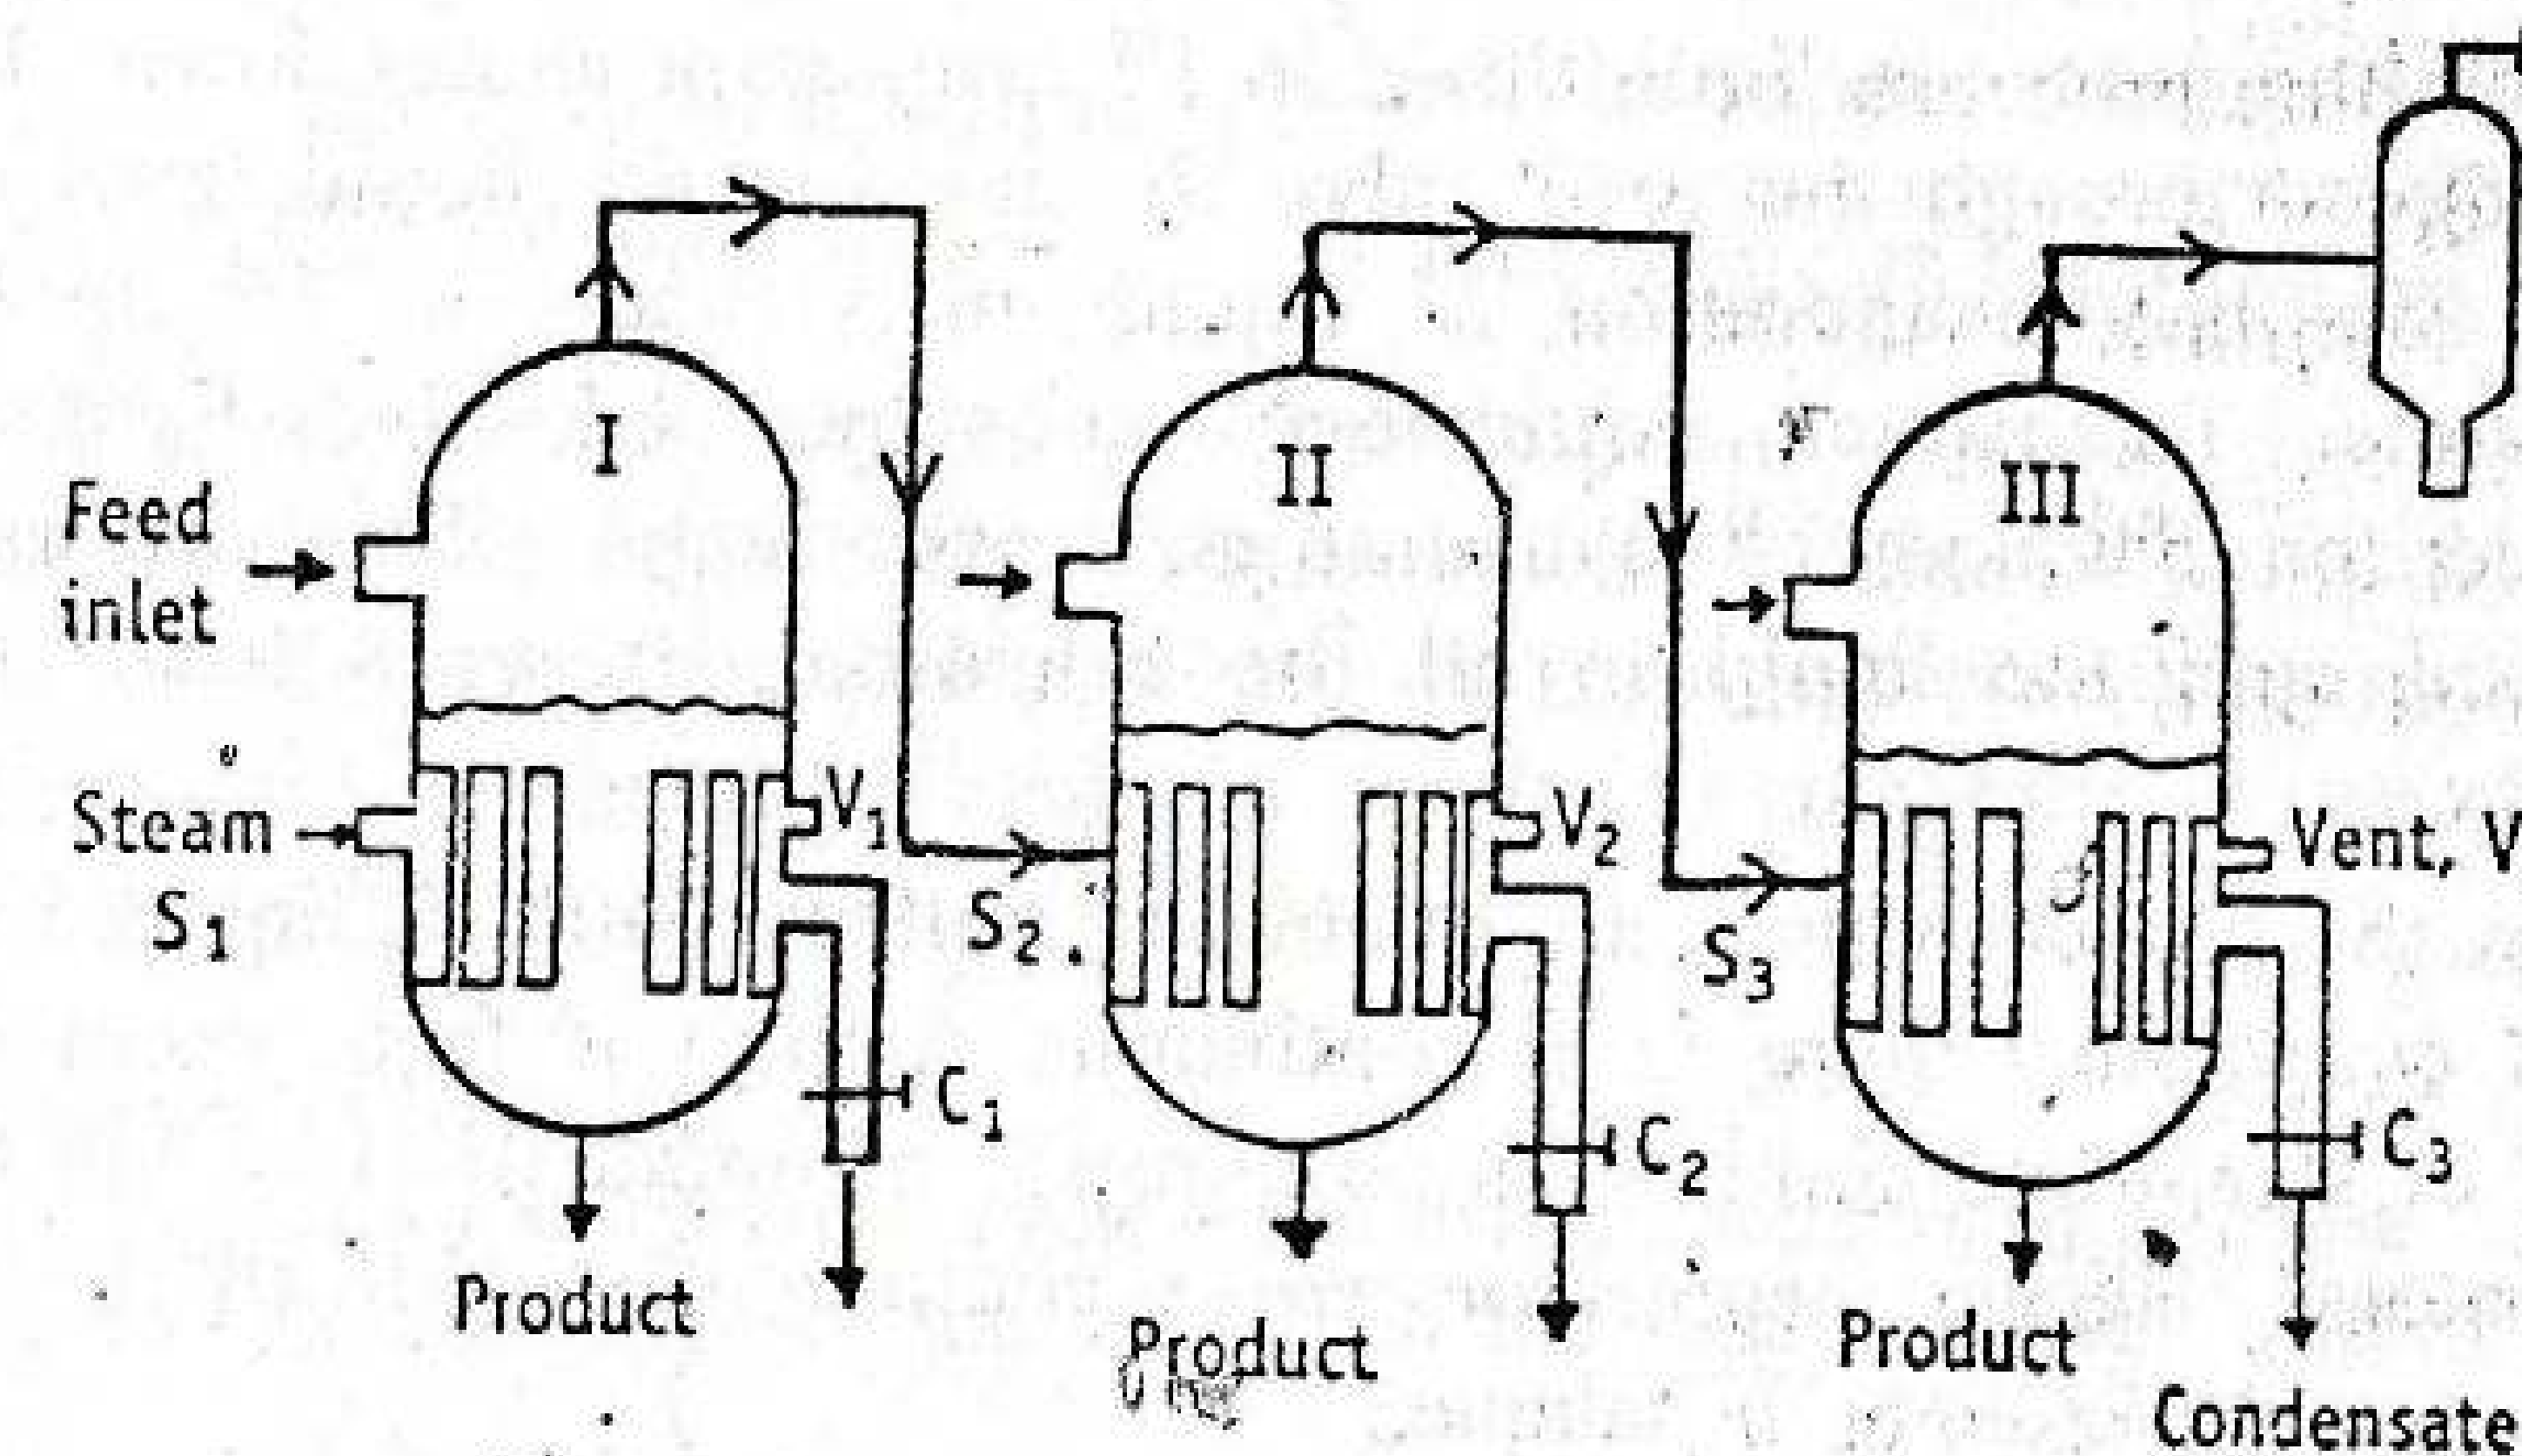 I
II
III
Feed
inlet
Steam
S1
V1
S2
V2
S3
Vent, V
C1
C2
C3
Product
Product
Product
Condensate